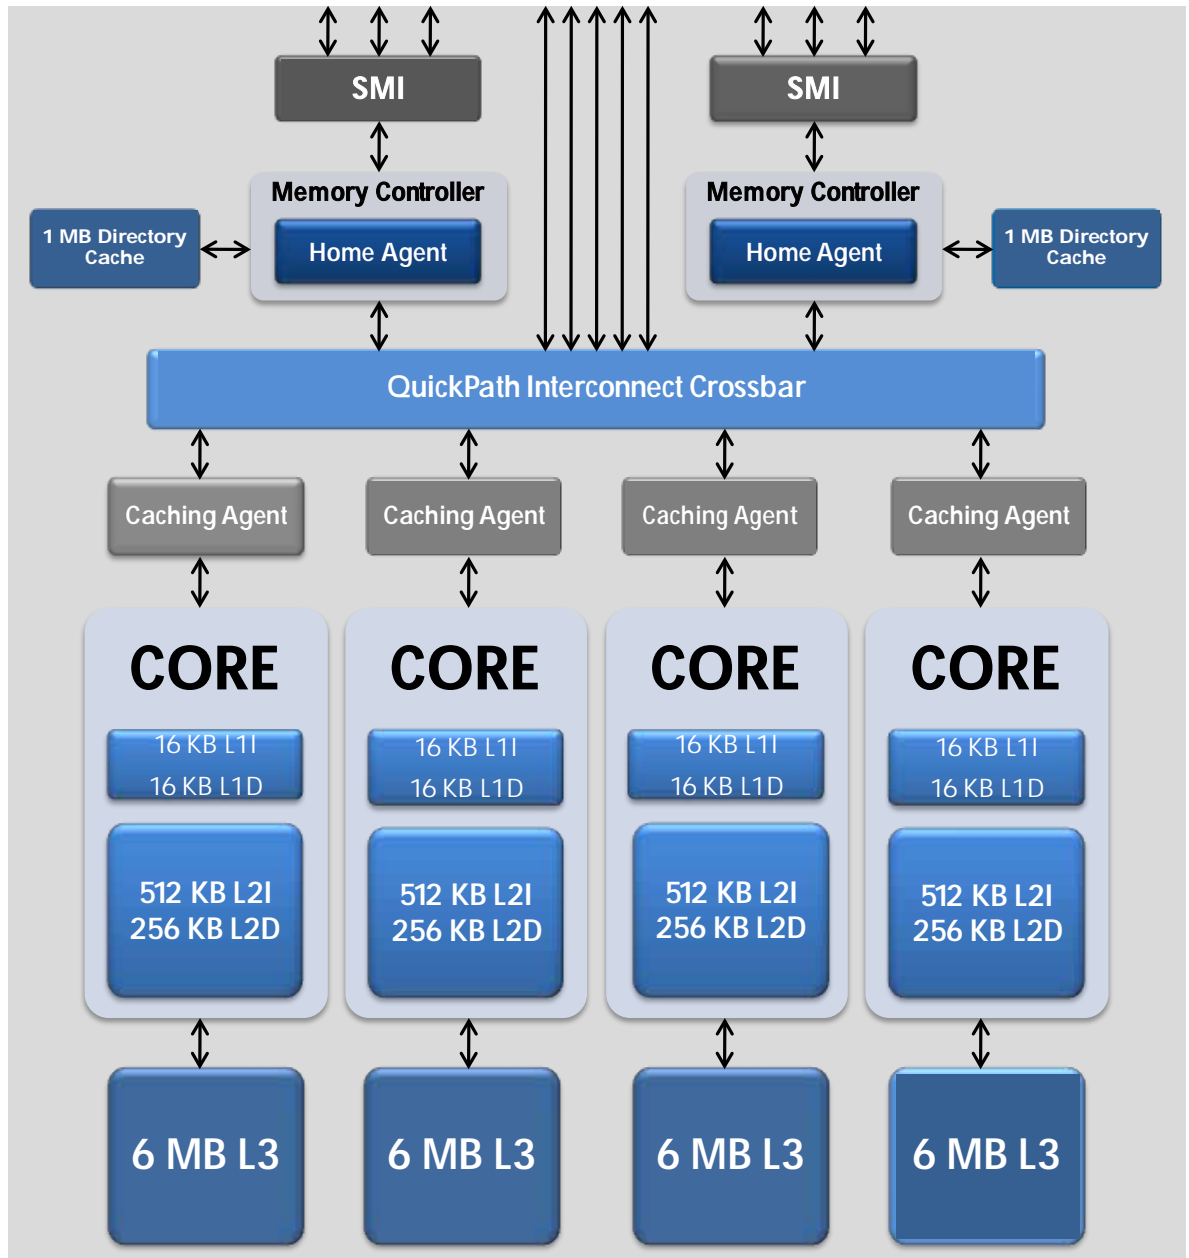 SMI
SMI
Memory Controller
Memory Controller
1 MB Directory
Cache
Home Agent
Home Agent
1 MB Directory
Cache
QuickPath Interconnect Crossbar
Caching Agent
Caching Agent
Caching Agent
Caching Agent
CORE
CORE
CORE
CORE
16 KB L1I
16 KB L1D
16 KB L1I
16 KB L1D
16 KB L1I
16 KB L1D
16 KB L1I
16 KB L1D
512 KB L2I
256 KB L2D
512 KB L2I
256 KB L2D
512 KB L2I
256 KB L2D
512 KB L2I
256 KB L2D
6 MB L3
6 MB L3
6 MB L3
6 MB L3